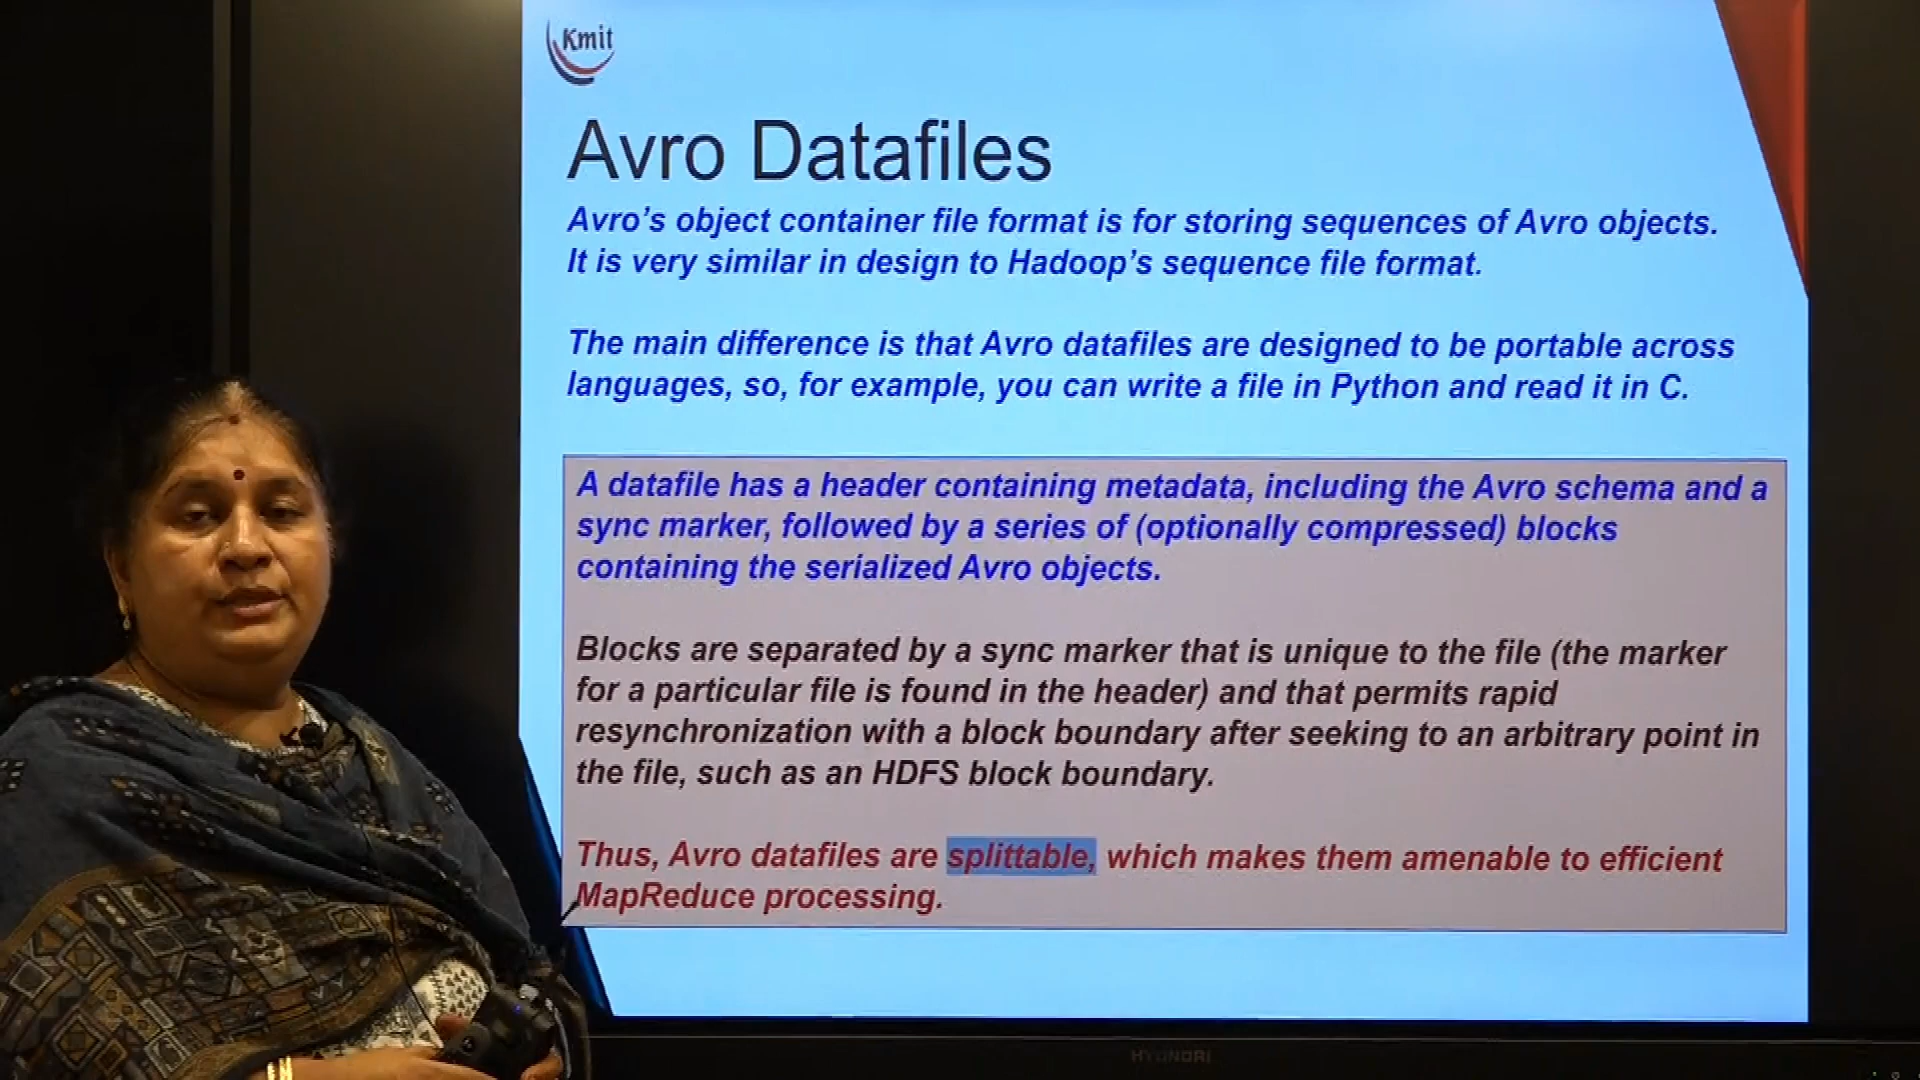 Kmit
Avro Datafiles
Avro's object container file format is for storing sequences of Avro objects.
It is very similar in design to Hadoop's sequence file format.
The main difference is that Avro datafiles are designed to be portable across
languages, so, for example, you can write a file in Python and read it in C.
A datafile has a header containing metadata, including the Avro schema and a
sync marker, followed by a series of (optionally compressed) blocks
containing the serialized Avro objects.
Blocks are separated by a sync marker that is unique to the file (the marker
for a particular file is found in the header) and that permits rapid
resynchronization with a block boundary after seeking to an arbitrary point in
the file, such as an HDFS block boundary.
Thus, Avro datafiles are splittable, which makes them amenable to efficient
MapReduce processing.
HYUNDAI